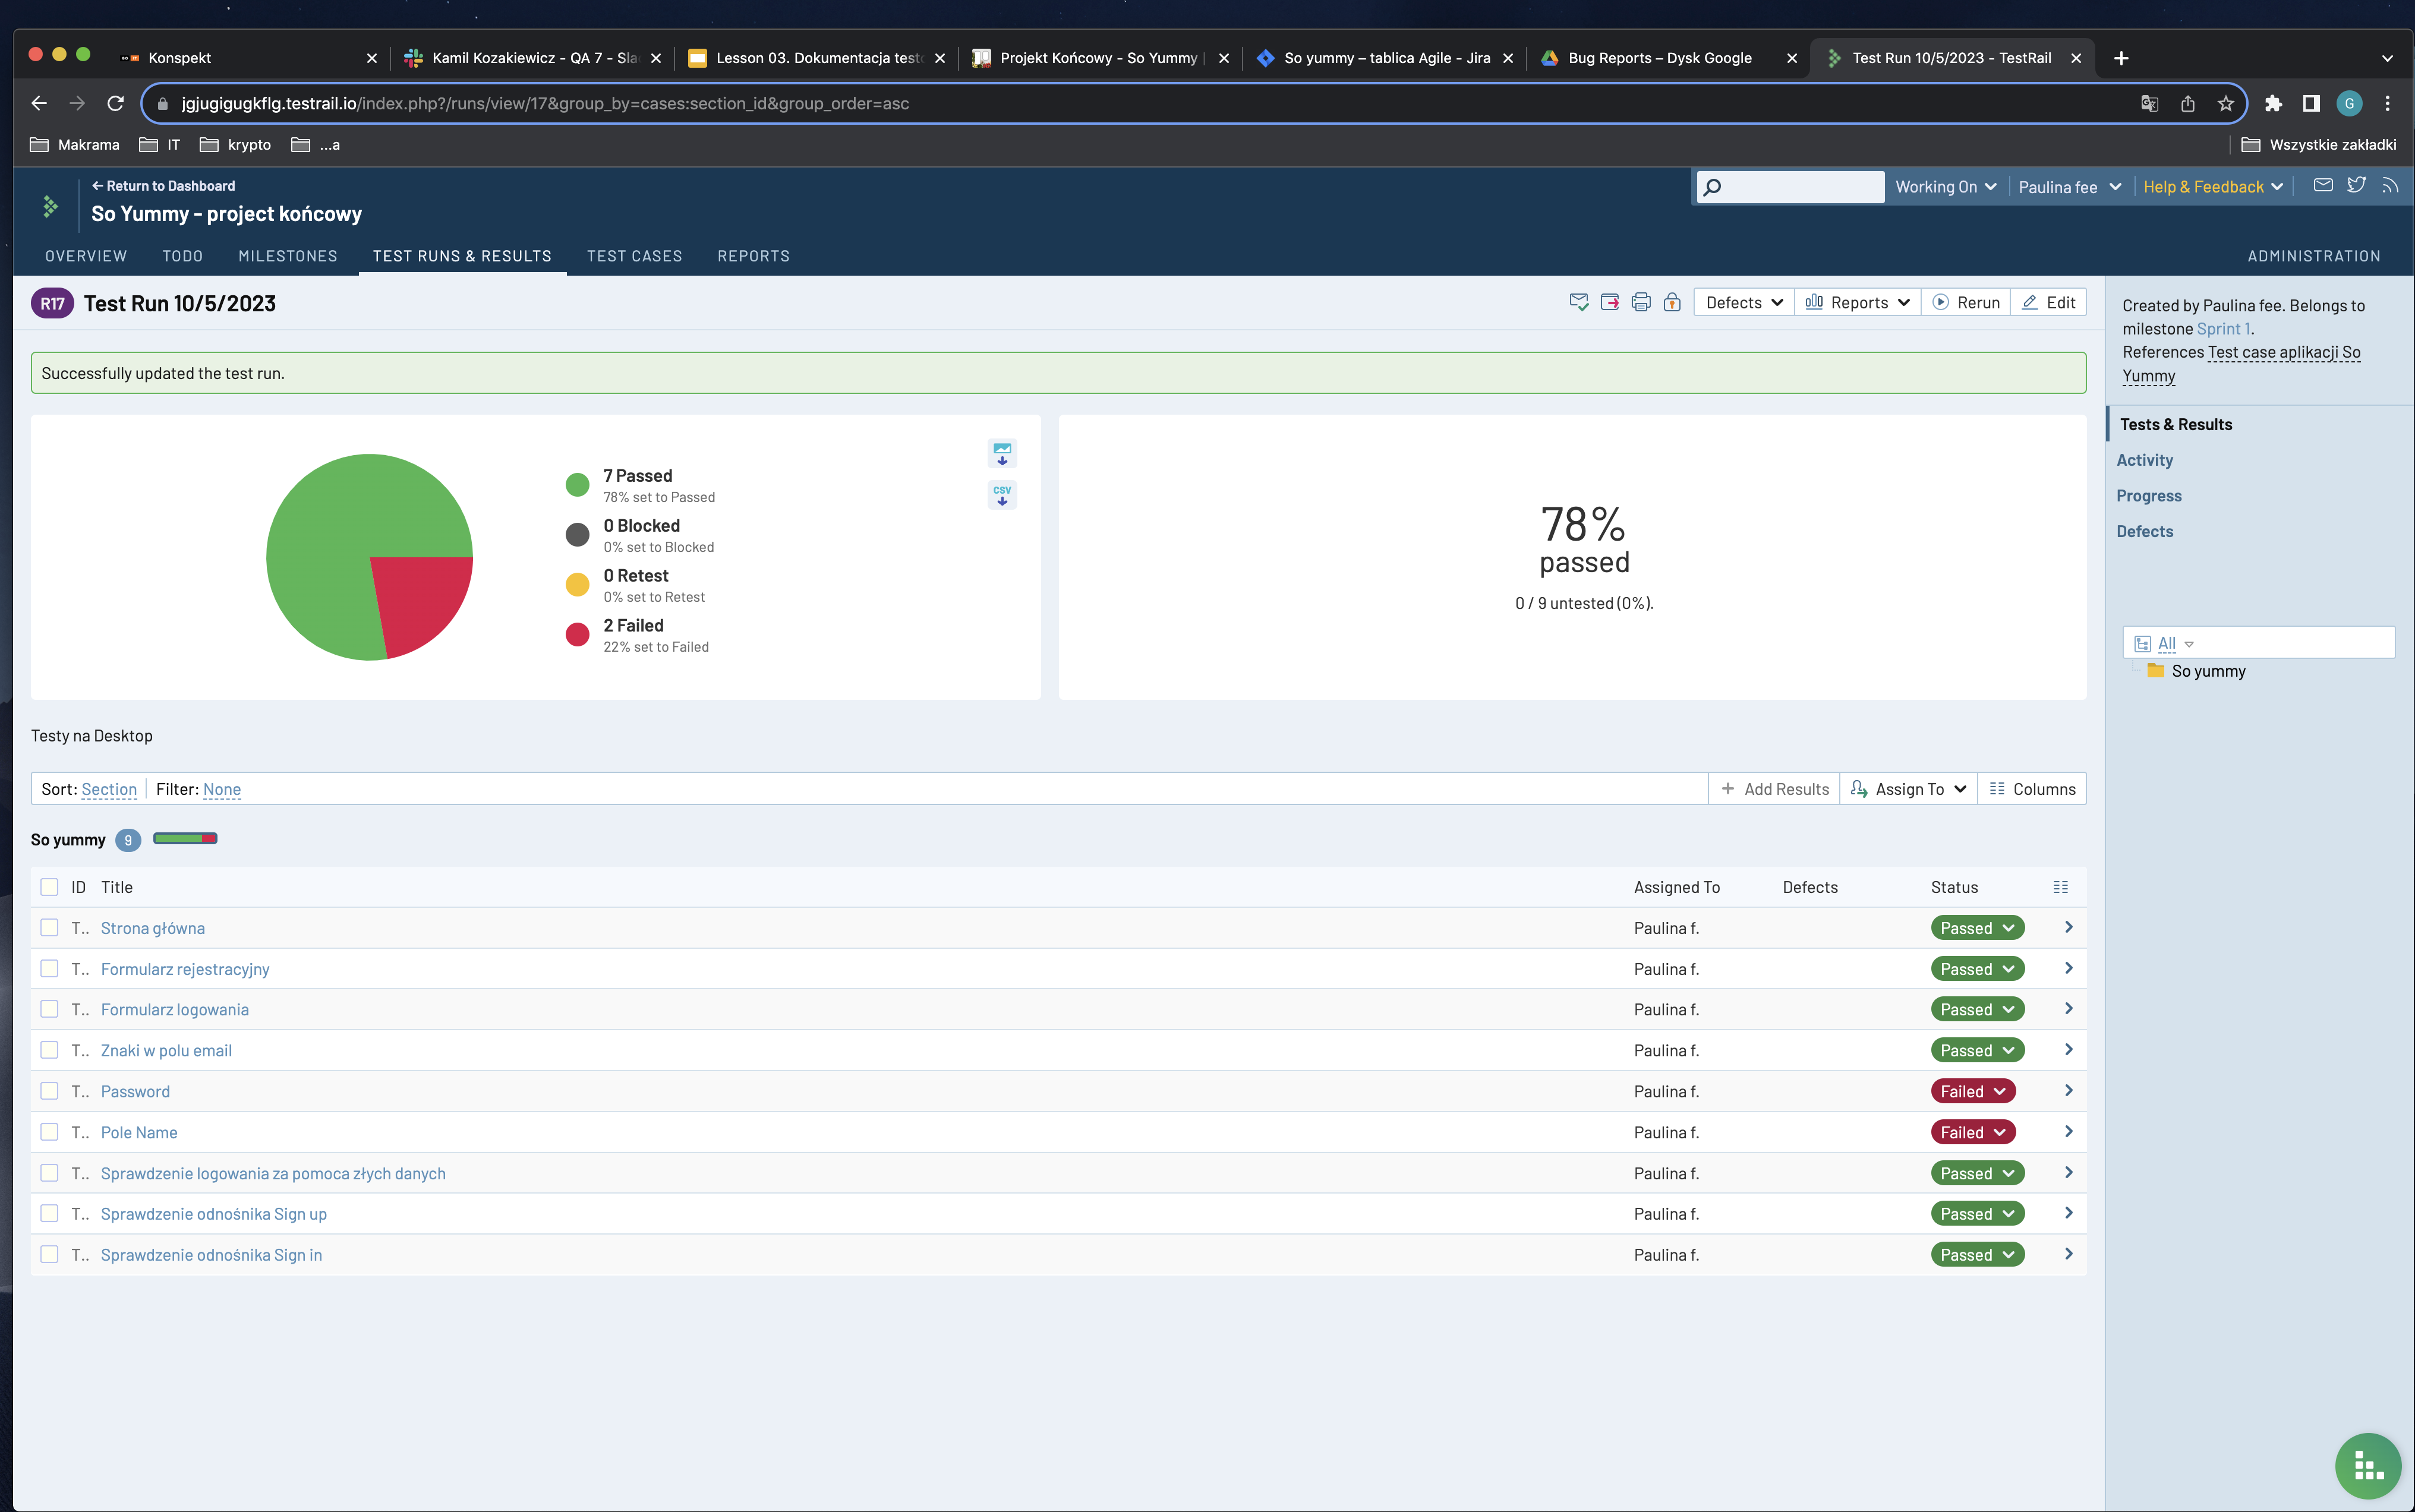 Konspekt
Kamil Kozakiewicz - QA 7 - Sla
Lesson 03. Dokumentacja test
Projekt Końcowy - So Yummy
So yummy – tablica Agile - Jira
Bug Reports – Dysk Google
Test Run 10/5/2023 - TestRail
jgjugigugkflg.testrail.io/index.php?/runs/view/17&group_by=cases:section_id&group_order=asc
G
Makrama
IT
krypto
...a
Wszystkie zakładki
Return to Dashboard
So Yummy - project końcowy
Working On
Paulina fee
Help & Feedback
OVERVIEW
TODO
MILESTONES
TEST RUNS & RESULTS
TEST CASES
REPORTS
ADMINISTRATION
R17
Test Run 10/5/2023
Defects
Reports
Rerun
Edit
Successfully updated the test run.
7 Passed
78% set to Passed
0 Blocked
0% set to Blocked
0 Retest
0% set to Retest
2 Failed
22% set to Failed
CSV
78%
passed
0 / 9 untested (0%).
Created by Paulina fee. Belongs to
milestone Sprint 1.
References Test case aplikacji So
Yummy
Tests & Results
Activity
Progress
Defects
All
So yummy
Testy na Desktop
Sort: Section
Filter: None
Add Results
Assign To
Columns
So yummy 9
ID Title Assigned To Defects Status
T.. Strona główna Paulina f. Passed
T.. Formularz rejestracyjny Paulina f. Passed
T.. Formularz logowania Paulina f. Passed
T.. Znaki w polu email Paulina f. Passed
T.. Password Paulina f. Failed
T.. Pole Name Paulina f. Failed
T.. Sprawdzenie logowania za pomoca złych danych Paulina f. Passed
T.. Sprawdzenie odnośnika Sign up Paulina f. Passed
T.. Sprawdzenie odnośnika Sign in Paulina f. Passed